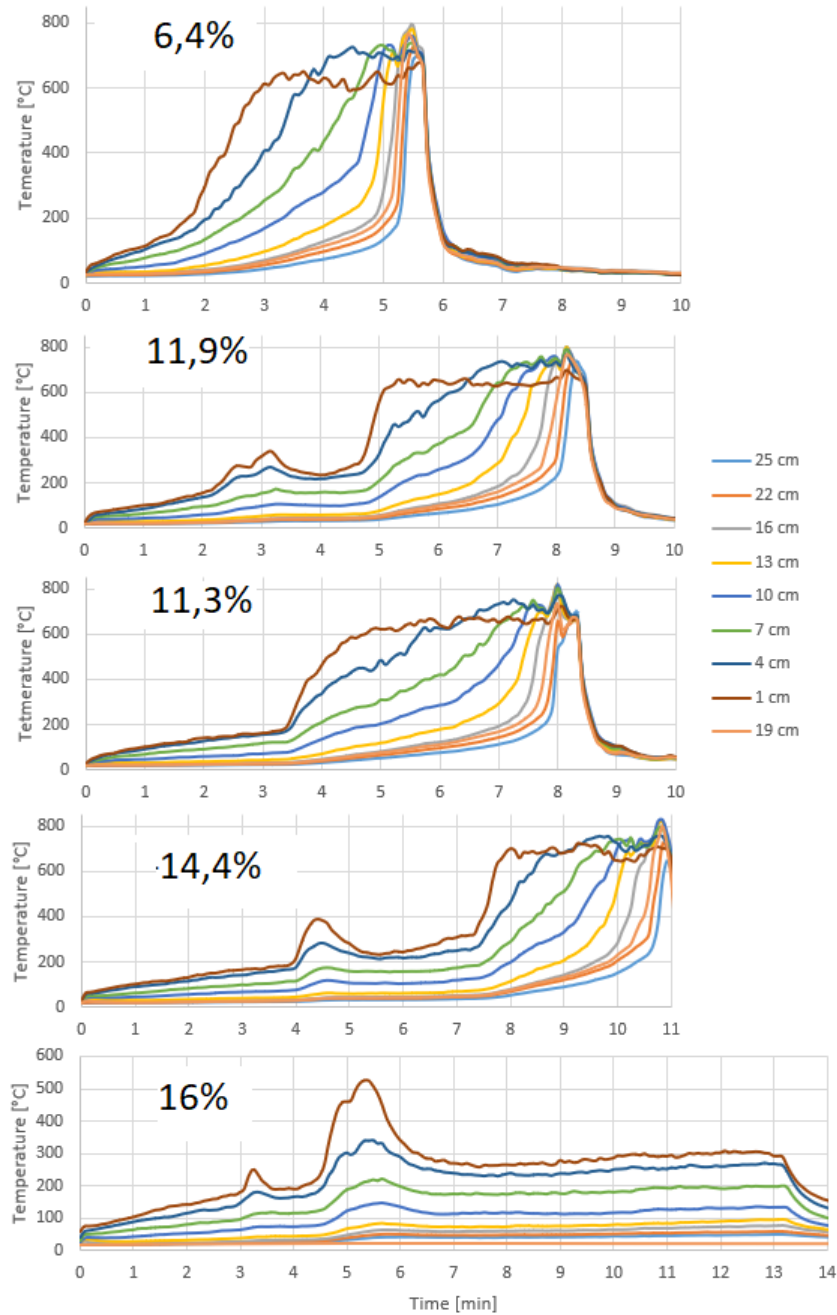 6,4%
Temerature [°C]
800
600
400
200
0
0 1 2 3 4 5 6 7 8 9 10
11,9%
Temperature [°C]
800
600
400
200
0
0 1 2 3 4 5 6 7 8 9 10
25 cm
22 cm
16 cm
13 cm
10 cm
7 cm
4 cm
1 cm
19 cm
11,3%
Tetmerature [°C]
800
600
400
200
0
0 1 2 3 4 5 6 7 8 9 10
14,4%
Temperature [°C]
800
600
400
200
0
0 1 2 3 4 5 6 7 8 9 10 11
16%
Temperature [°C]
600
500
400
300
200
100
0
0 1 2 3 4 5 6 7 8 9 10 11 12 13 14
Time [min]